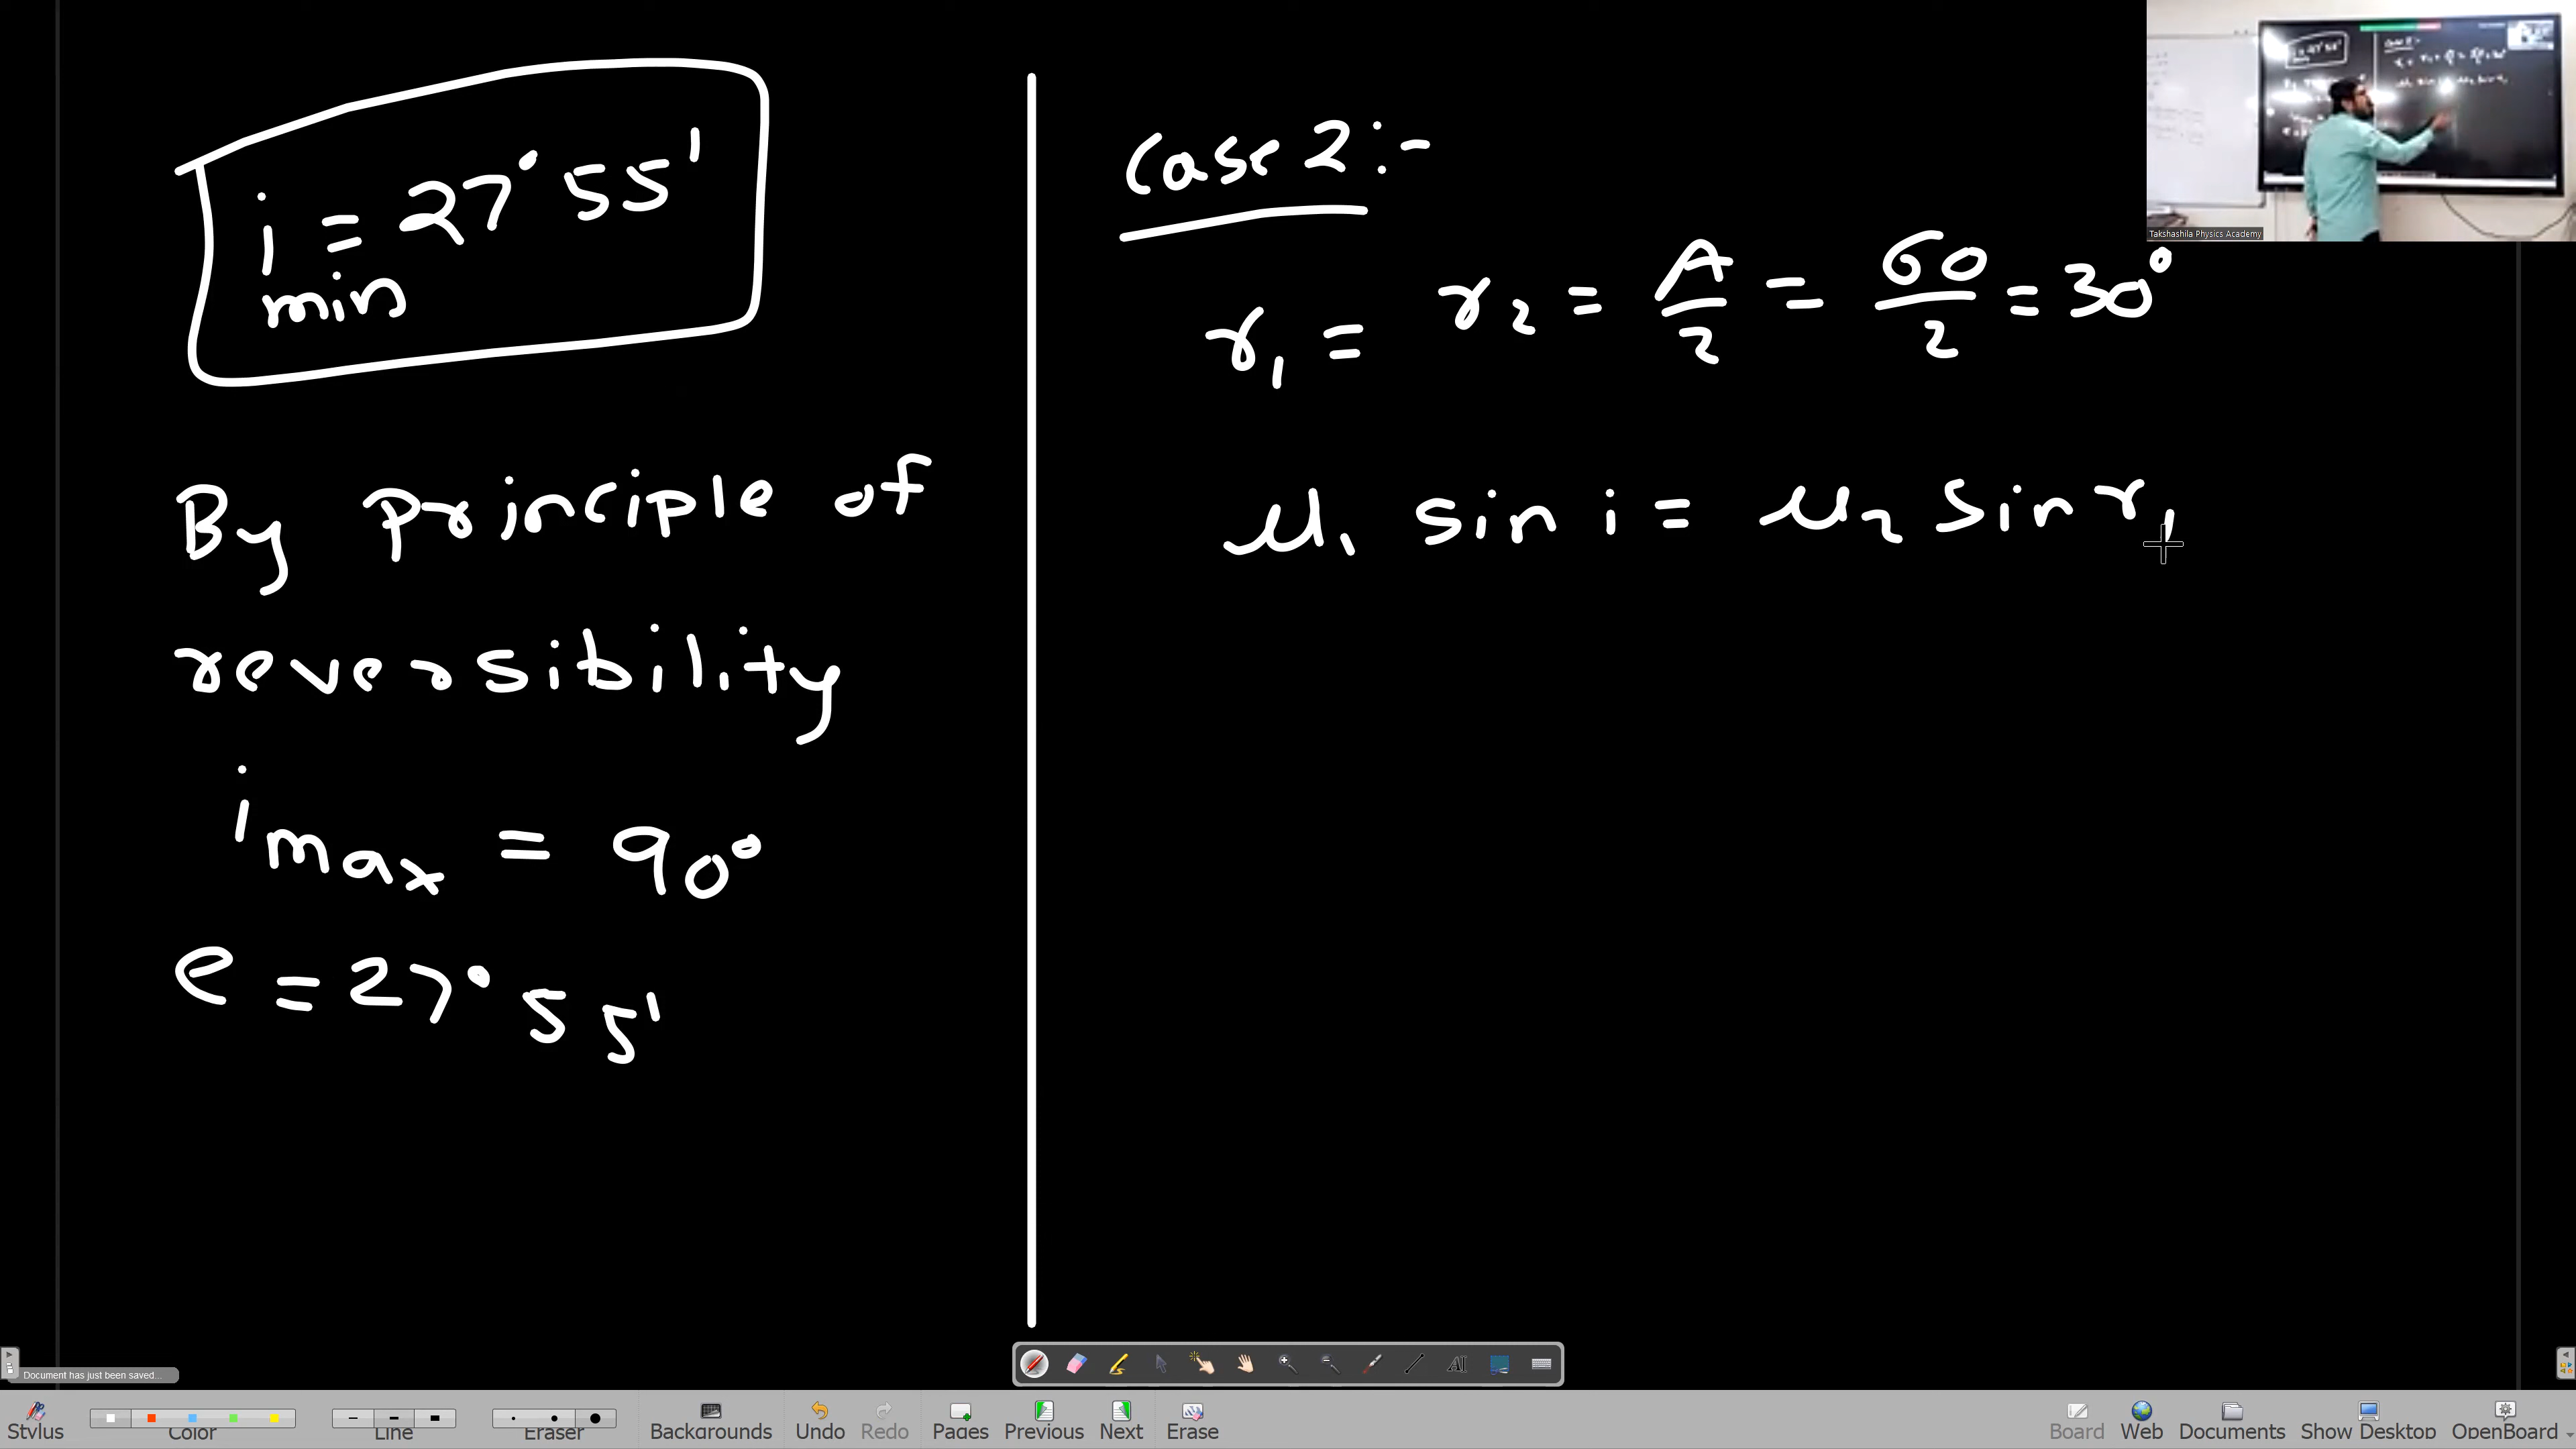 i min = 27° 55'
By principle of
reversibility
i max = 90°
e = 27° 55'
Case 2 :-
r₁ = r₂ = A/2 = 60/2 = 30°
μ₁ sin i = μ₂ sin r₁
Takshashila Physics Academy
Document has just been saved...
Stylus Color Line Eraser Backgrounds Undo Redo Pages Previous Next Erase Board Web Documents Show Desktop OpenBoard